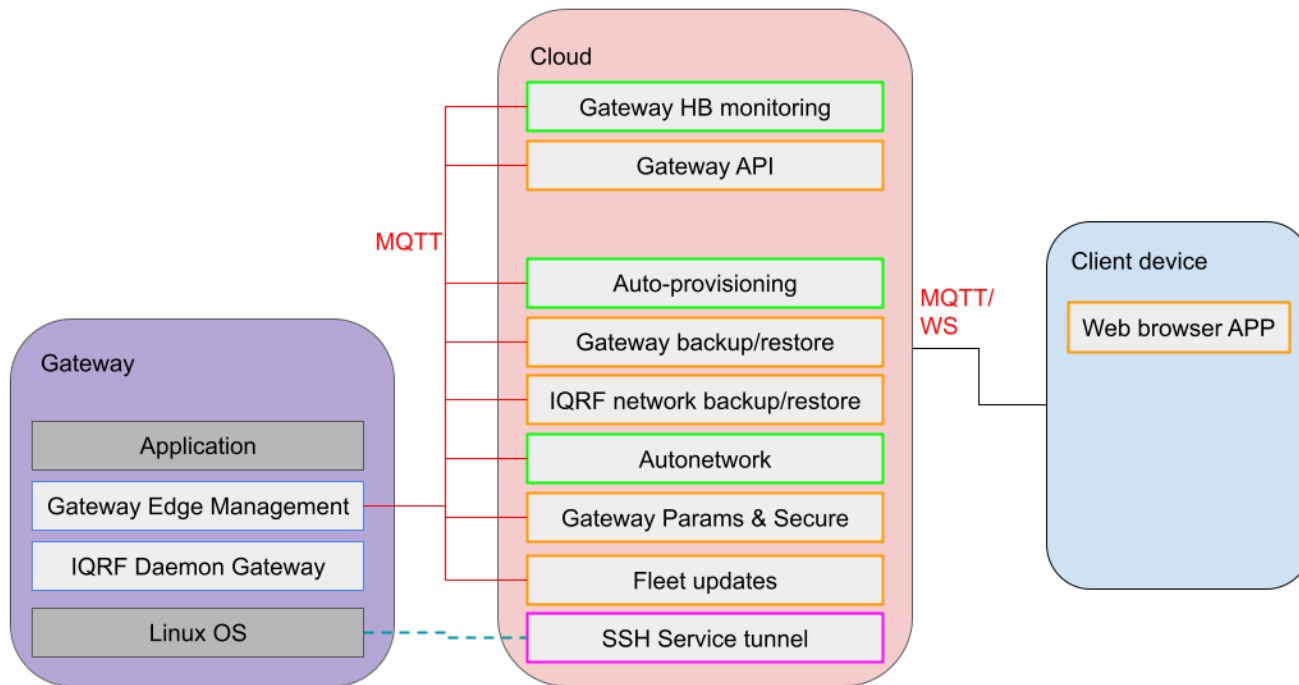 Cloud
Gateway HB monitoring
Gateway API
MQTT
Auto-provisioning
Gateway backup/restore
IQRF network backup/restore
Autonetwork
Gateway Params & Secure
Fleet updates
SSH Service tunnel
MQTT/
WS
Client device
Web browser APP
Gateway
Application
Gateway Edge Management
IQRF Daemon Gateway
Linux OS